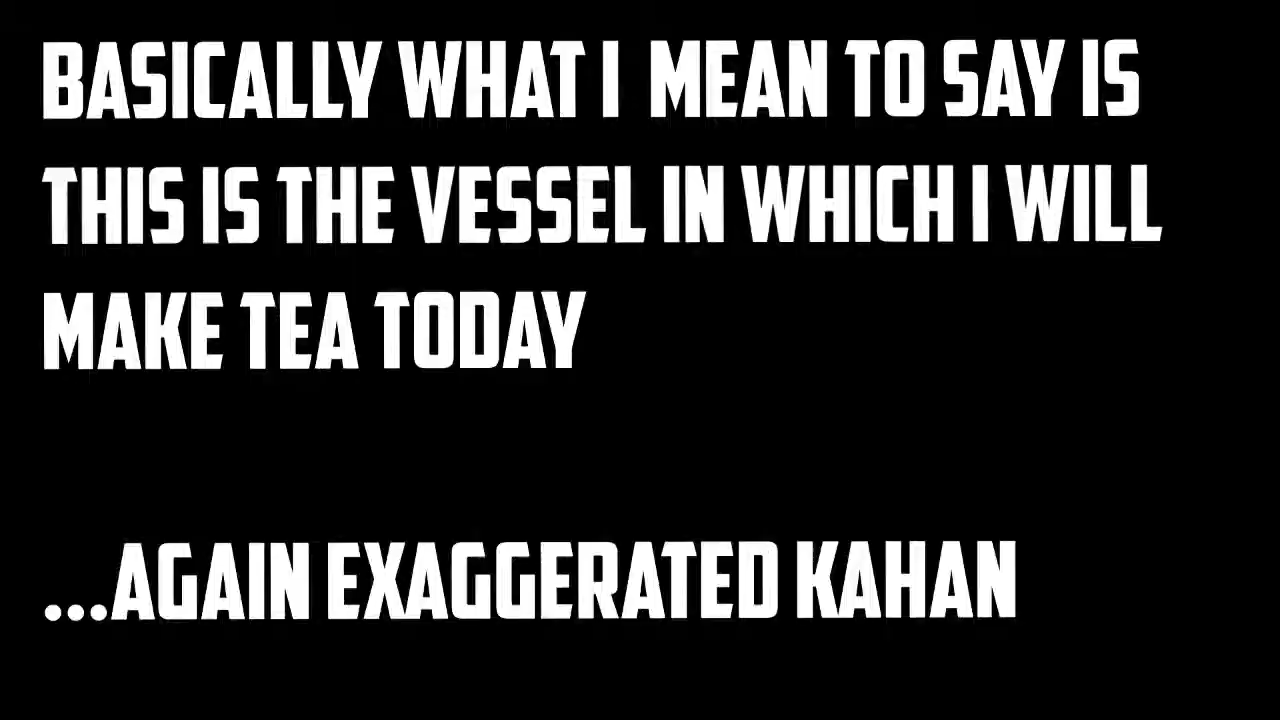 BASICALLY WHAT I MEAN TO SAY IS
THIS IS THE VESSEL IN WHICH I WILL
MAKE TEA TODAY
...AGAIN EXAGGERATED KAHAN